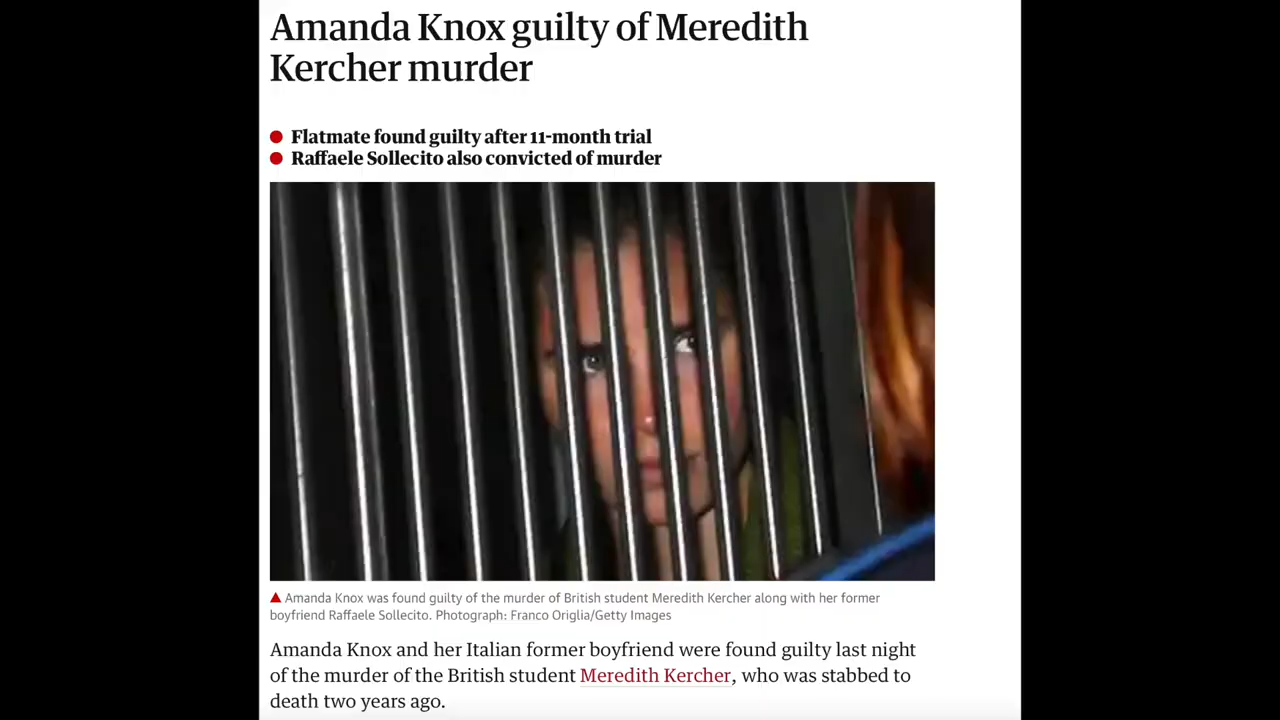 Amanda Knox guilty of Meredith
Kercher murder
Flatmate found guilty after 11-month trial
Raffaele Sollecito also convicted of murder
Amanda Knox was found guilty of the murder of British student Meredith Kercher along with her former
boyfriend Raffaele Sollecito. Photograph: Franco Origlia/Getty Images
Amanda Knox and her Italian former boyfriend were found guilty last night
of the murder of the British student Meredith Kercher, who was stabbed to
death two years ago.